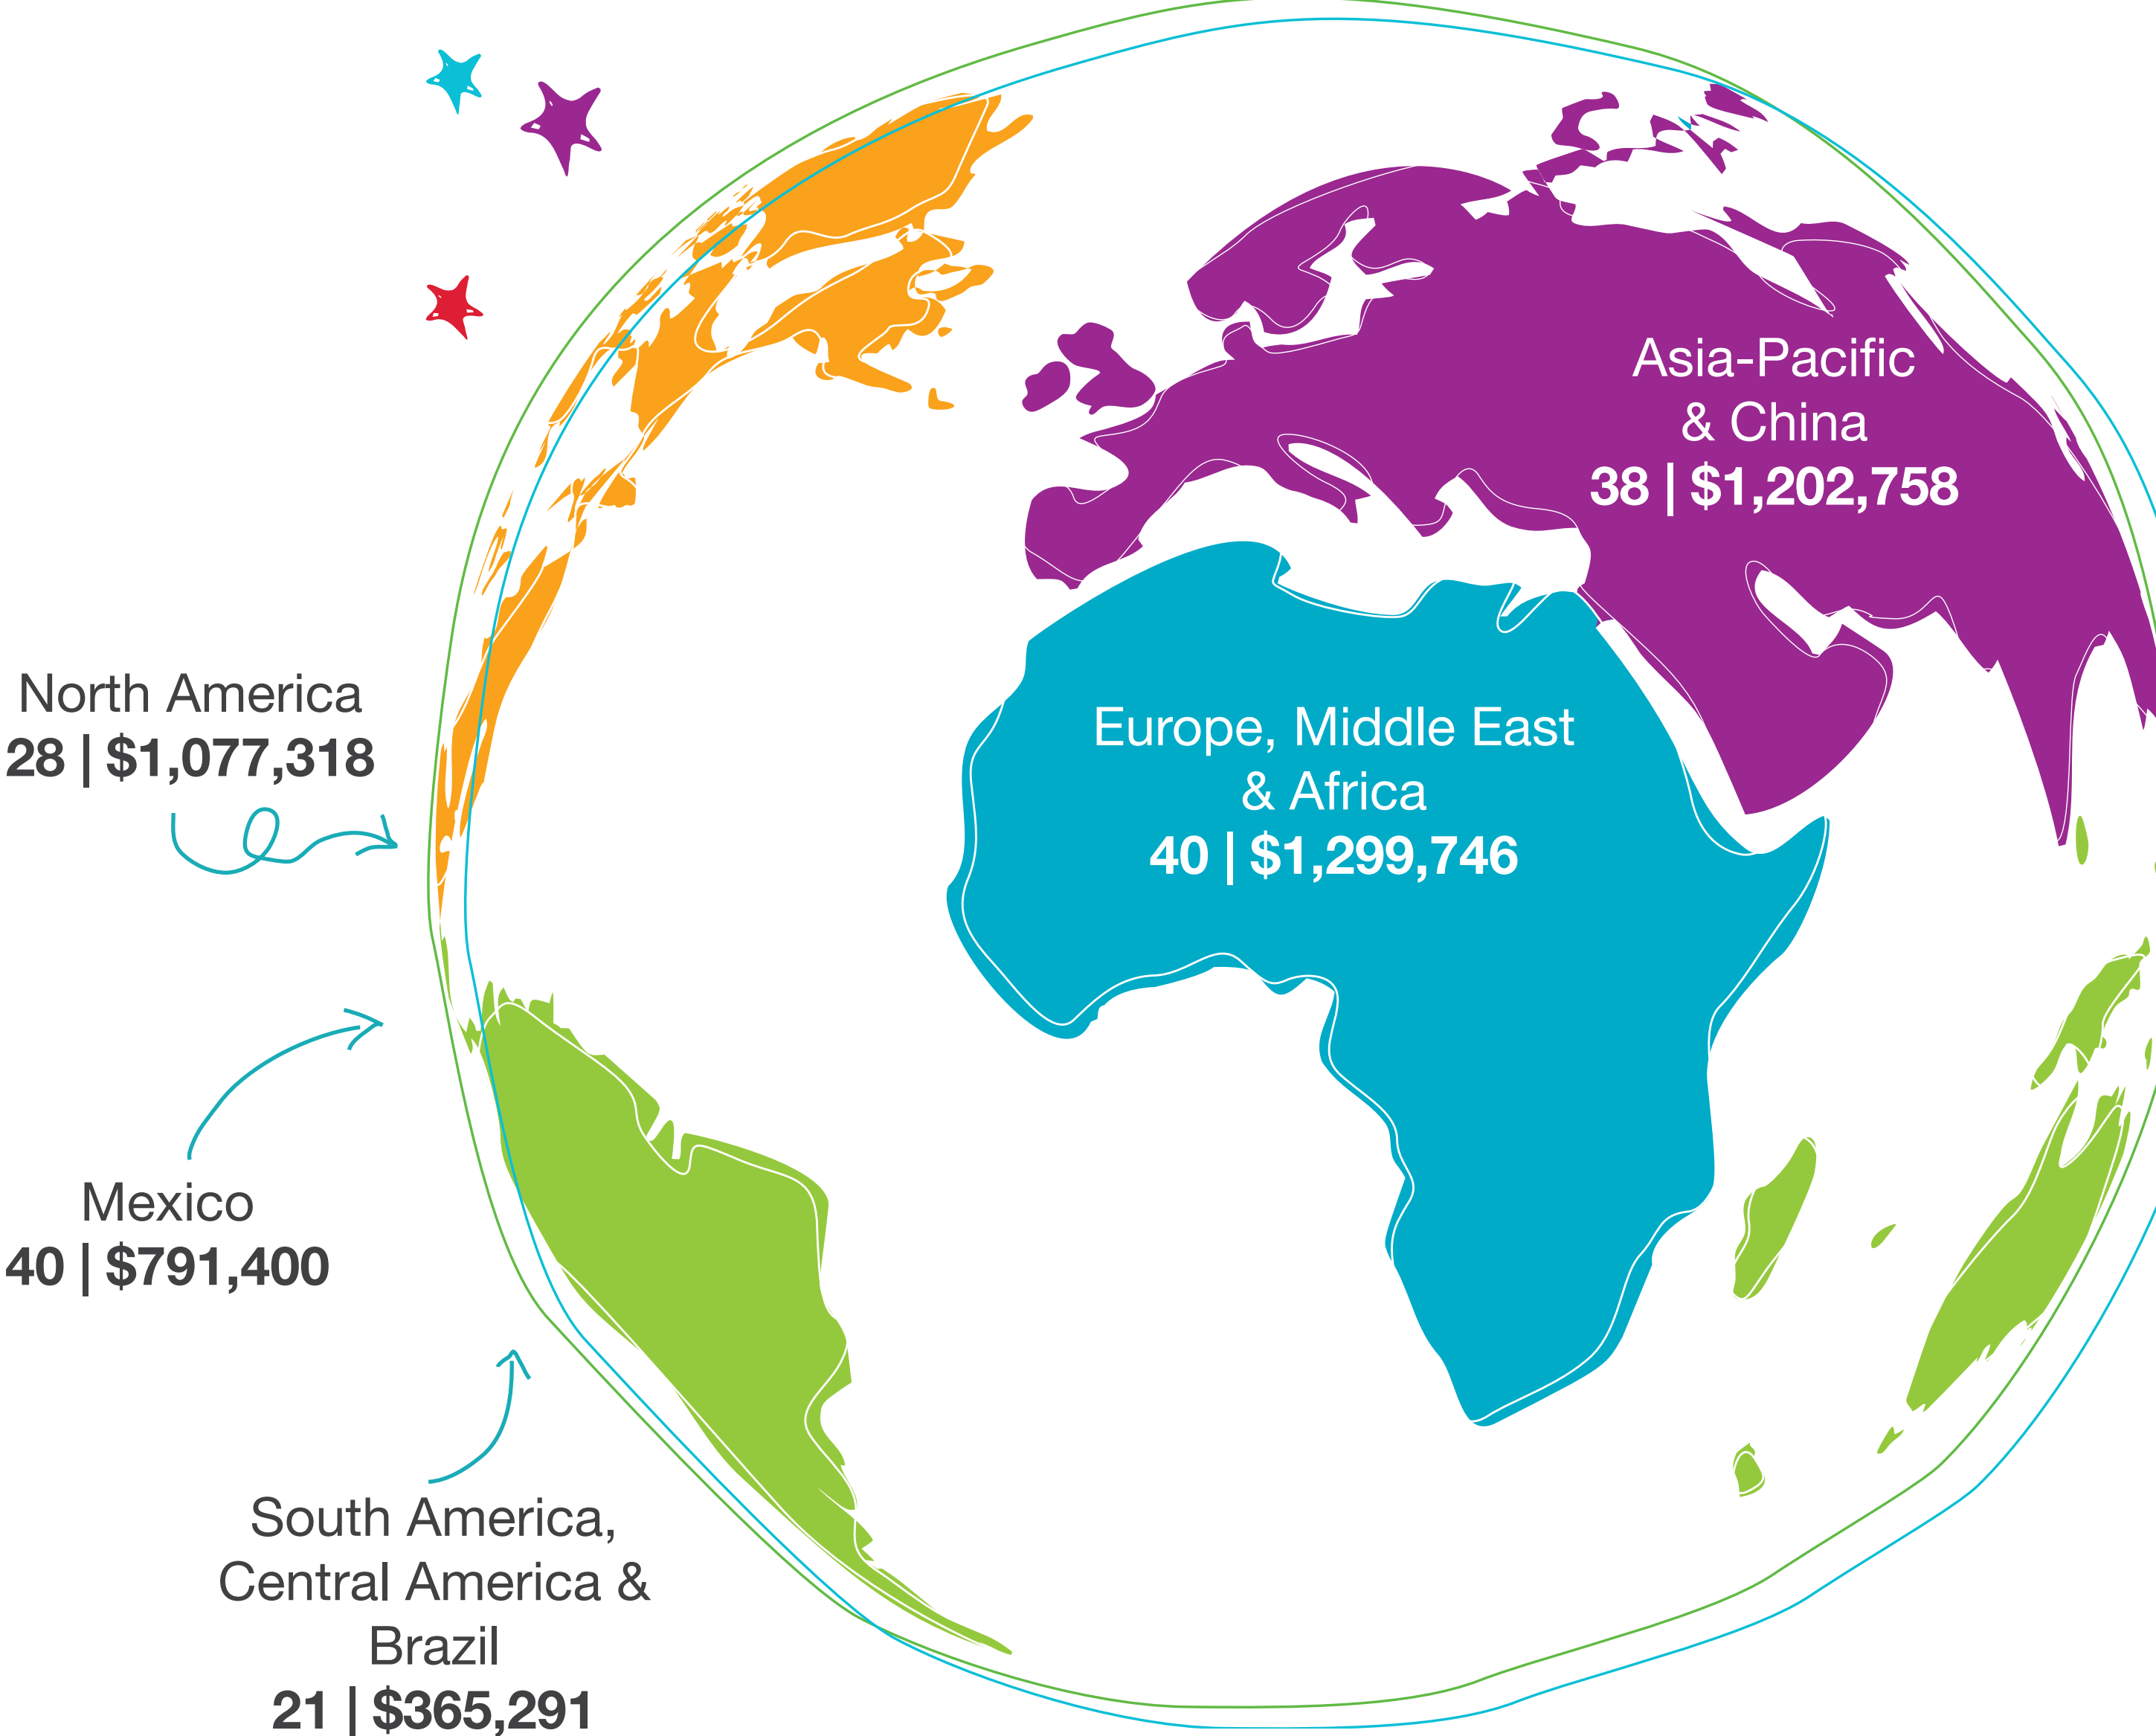 Asia-Pacific
& China
38 | $1,202,758
North America
28 | $1,077,318
Europe, Middle East
& Africa
40 | $1,299,746
Mexico
40 | $791,400
South America,
Central America &
Brazil
21 | $365,291